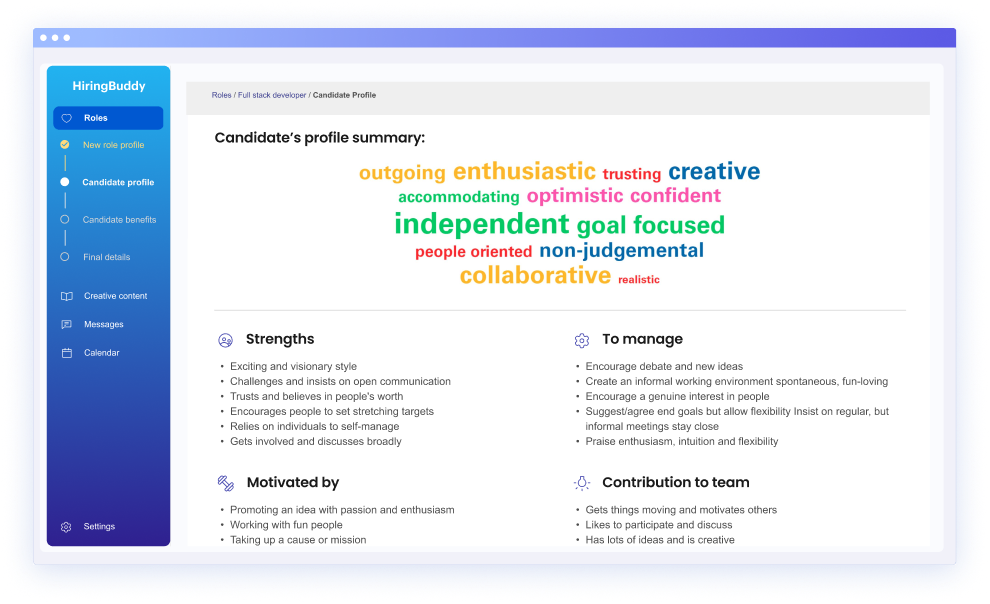 HiringBuddy
Roles
New role profile
Candidate profile
Candidate benefits
Final details
Creative content
Messages
Calendar
Settings
Roles / Full stack developer / Candidate Profile
Candidate's profile summary:
outgoing enthusiastic trusting creative
accommodating optimistic confident
independent goal focused
people oriented non-judgemental
collaborative realistic
Strengths
• Exciting and visionary style
• Challenges and insists on open communication
• Trusts and believes in people's worth
• Encourages people to set stretching targets
• Relies on individuals to self-manage
• Gets involved and discusses broadly
To manage
• Encourage debate and new ideas
• Create an informal working environment spontaneous, fun-loving
• Encourage a genuine interest in people
• Suggest/agree end goals but allow flexibility Insist on regular, but
informal meetings stay close
• Praise enthusiasm, intuition and flexibility
Motivated by
• Promoting an idea with passion and enthusiasm
• Working with fun people
• Taking up a cause or mission
Contribution to team
• Gets things moving and motivates others
• Likes to participate and discuss
• Has lots of ideas and is creative